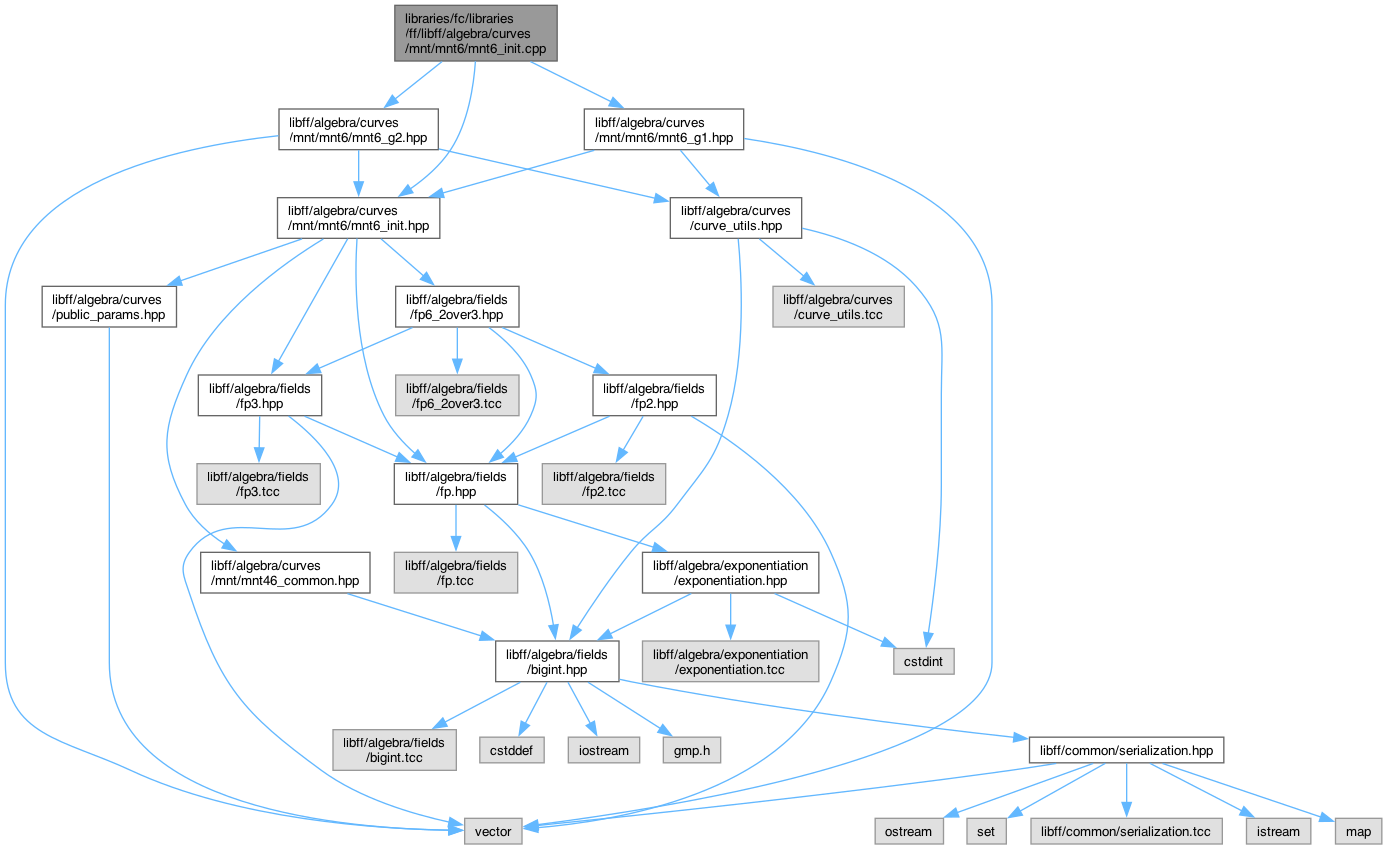 libraries/fc/libraries
/ff/libff/algebra/curves
/mnt/mnt6/mnt6_init.cpp
libff/algebra/curves
/mnt/mnt6/mnt6_g2.hpp
libff/algebra/curves
/mnt/mnt6/mnt6_g1.hpp
libff/algebra/curves
/mnt/mnt6/mnt6_init.hpp
libff/algebra/curves
/curve_utils.hpp
libff/algebra/curves
/public_params.hpp
libff/algebra/fields
/fp6_2over3.hpp
libff/algebra/curves
/curve_utils.tcc
libff/algebra/fields
/fp3.hpp
libff/algebra/fields
/fp6_2over3.tcc
libff/algebra/fields
/fp2.hpp
libff/algebra/fields
/fp3.tcc
libff/algebra/fields
/fp.hpp
libff/algebra/fields
/fp2.tcc
libff/algebra/curves
/mnt/mnt46_common.hpp
libff/algebra/fields
/fp.tcc
libff/algebra/exponentiation
/exponentiation.hpp
libff/algebra/fields
/bigint.hpp
libff/algebra/exponentiation
/exponentiation.tcc
cstdint
libff/algebra/fields
/bigint.tcc
cstddef
iostream
gmp.h
libff/common/serialization.hpp
vector
ostream
set
libff/common/serialization.tcc
istream
map